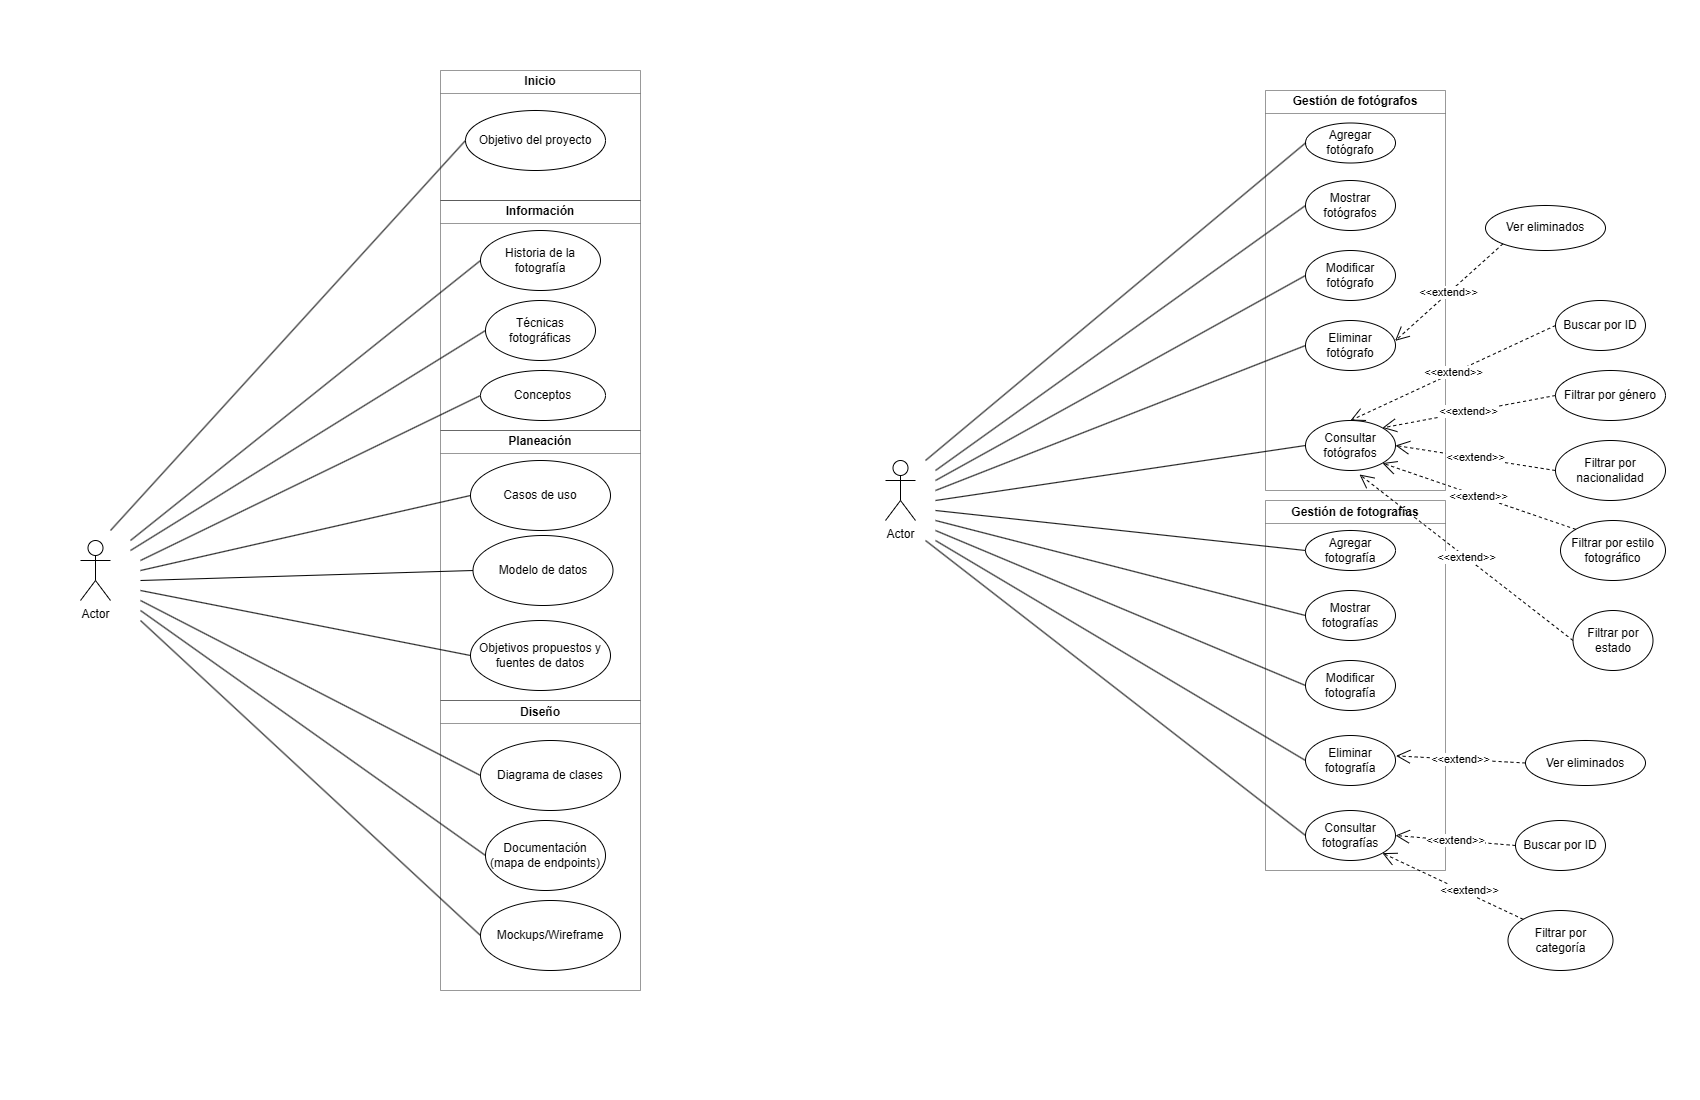 Inicio
Objetivo del proyecto
Información
Historia de la
fotografía
Técnicas
fotográficas
Conceptos
Planeación
Casos de uso
Modelo de datos
Objetivos propuestos y
fuentes de datos
Diseño
Diagrama de clases
Documentación
(mapa de endpoints)
Mockups/Wireframe
Actor
Gestión de fotógrafos
Agregar
fotógrafo
Mostrar
fotógrafos
Modificar
fotógrafo
Eliminar
fotógrafo
Consultar
fotógrafos
Ver eliminados
<<extend>>
Buscar por ID
<<extend>>
Filtrar por género
<<extend>>
Filtrar por
nacionalidad
<<extend>>
Filtrar por estilo
fotográfico
<<extend>>
Filtrar por
estado
<<extend>>
Actor
Gestión de fotografías
Agregar
fotografía
Mostrar
fotografías
Modificar
fotografía
Eliminar
fotografía
Consultar
fotografías
<<extend>>
Ver eliminados
<<extend>>
Buscar por ID
<<extend>>
Filtrar por
categoría